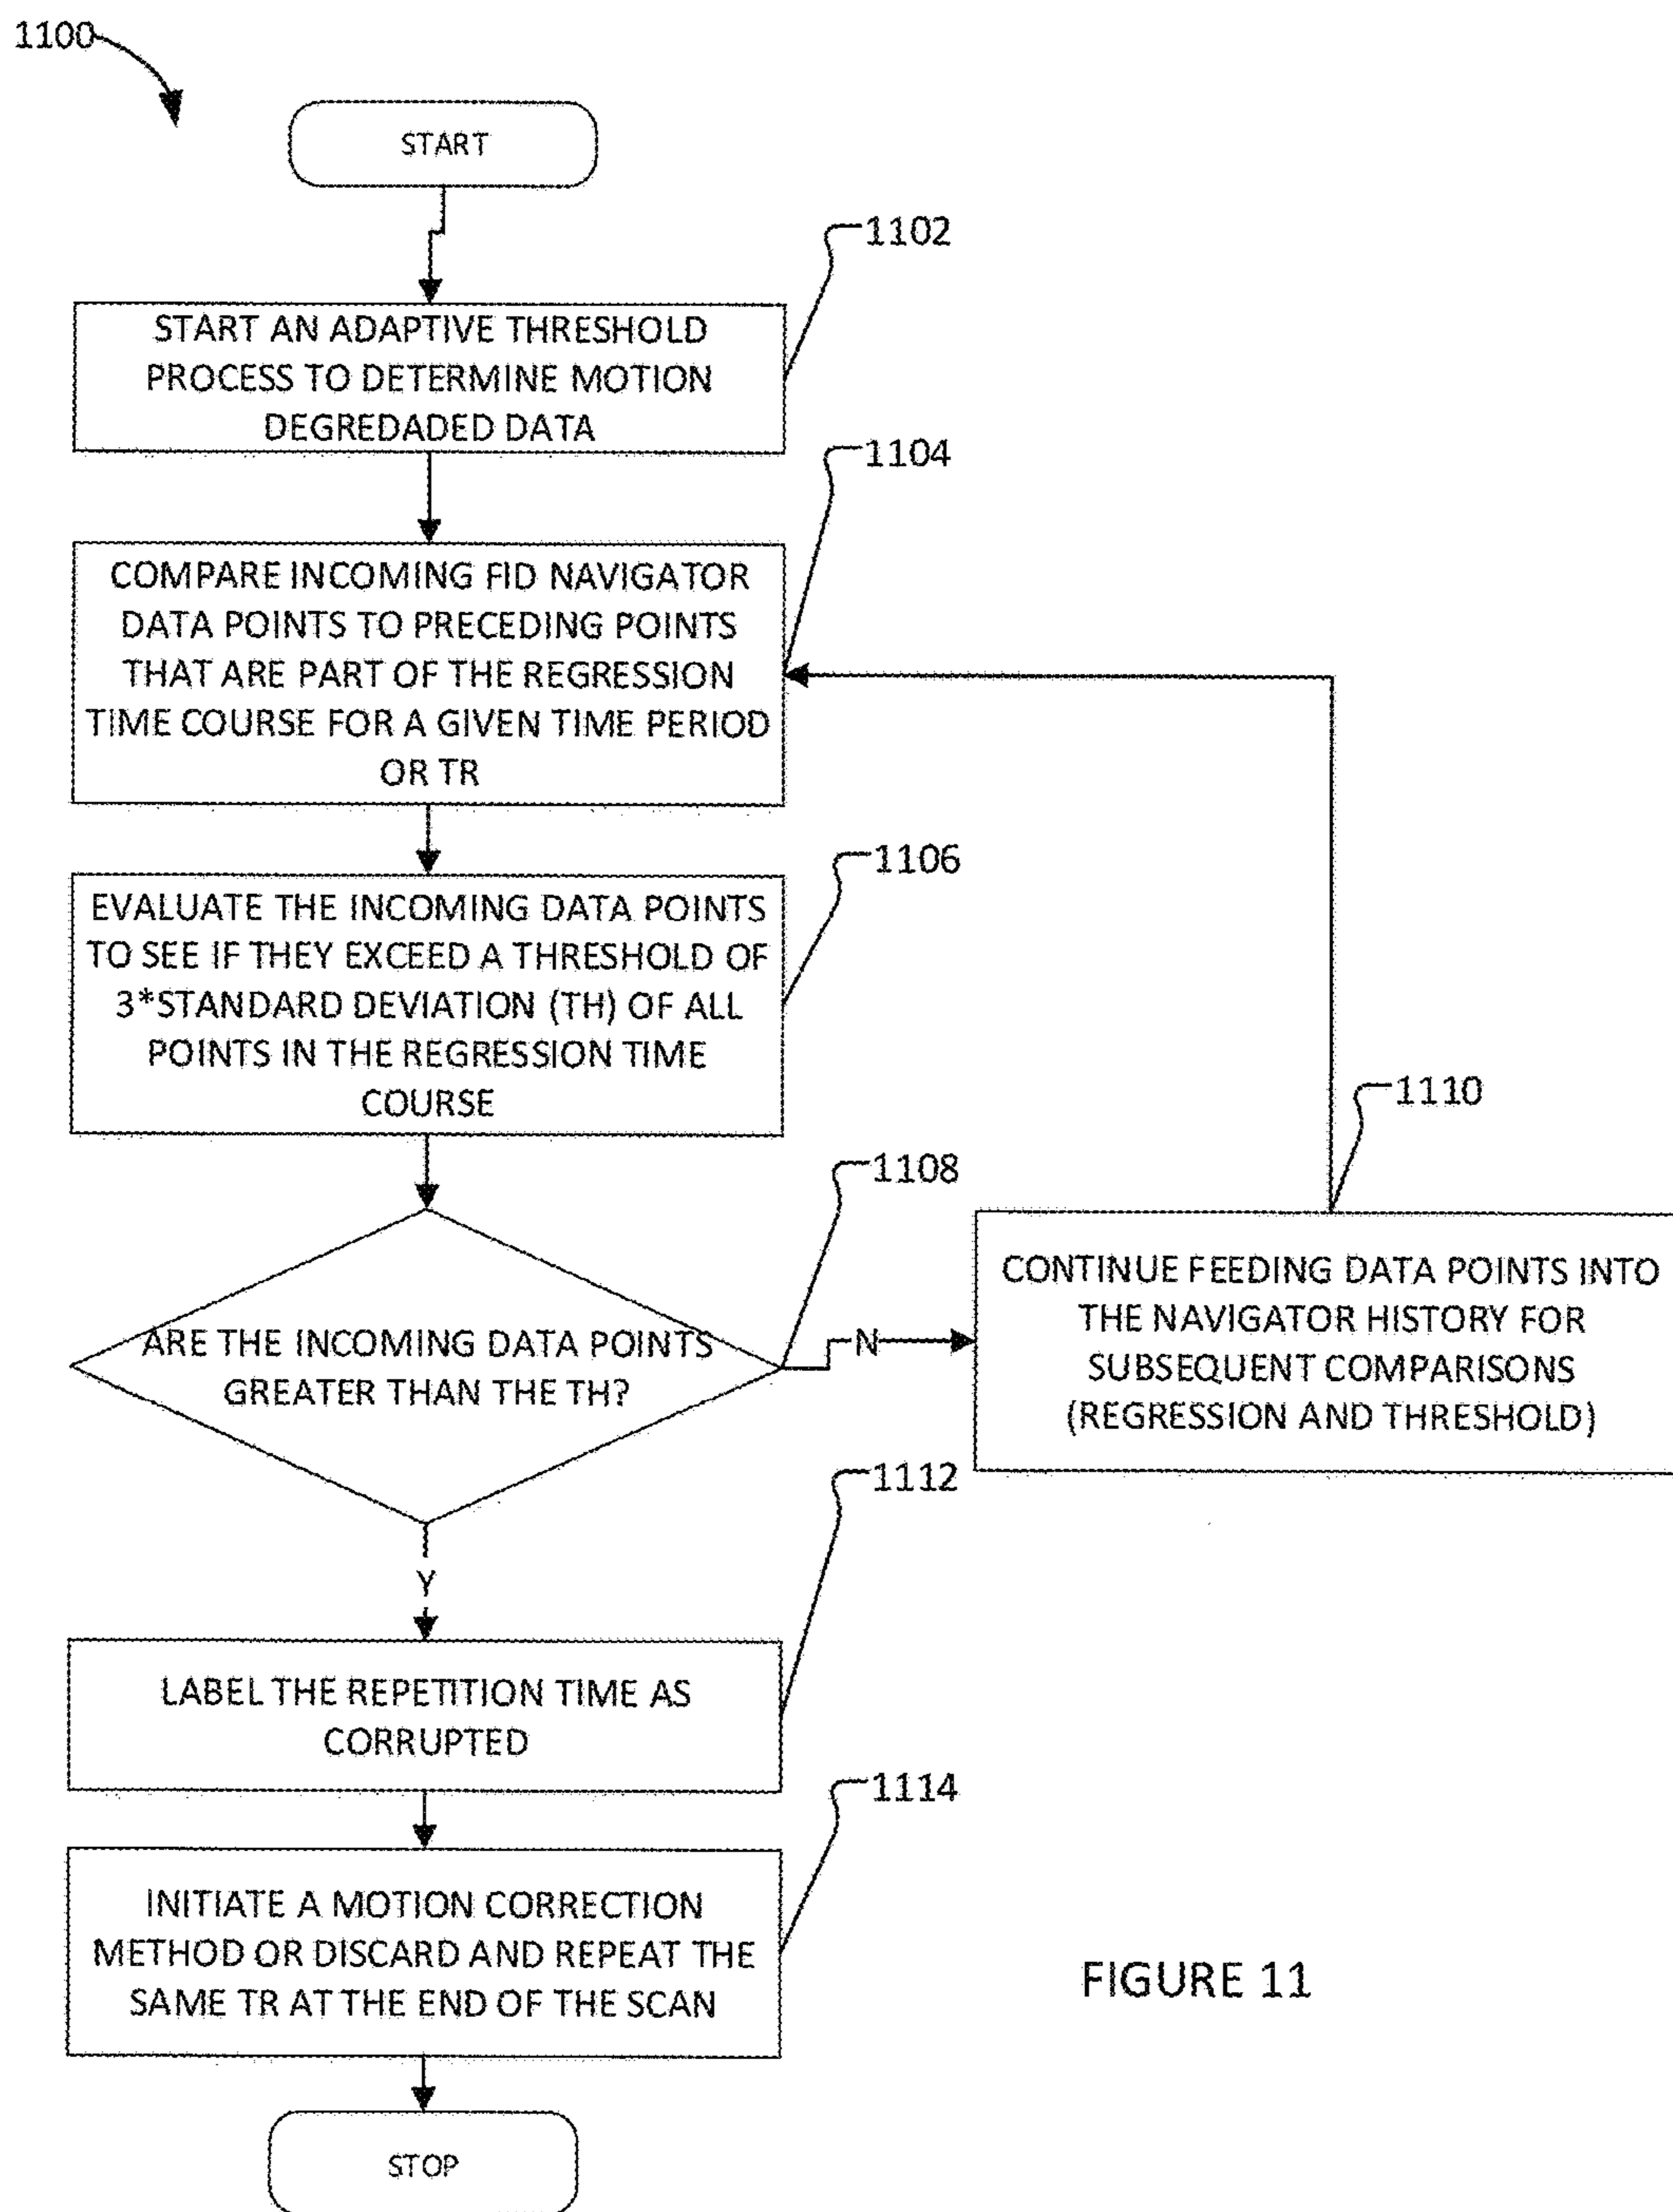 1100
START
1102
START AN ADAPTIVE THRESHOLD
PROCESS TO DETERMINE MOTION
DEGREDADED DATA
1104
COMPARE INCOMING FID NAVIGATOR
DATA POINTS TO PRECEDING POINTS
THAT ARE PART OF THE REGRESSION
TIME COURSE FOR A GIVEN TIME PERIOD
OR TR
1106
EVALUATE THE INCOMING DATA POINTS
TO SEE IF THEY EXCEED A THRESHOLD OF
3*STANDARD DEVIATION (TH) OF ALL
POINTS IN THE REGRESSION TIME
COURSE
1108
ARE THE INCOMING DATA POINTS
GREATER THAN THE TH?
N
1110
CONTINUE FEEDING DATA POINTS INTO
THE NAVIGATOR HISTORY FOR
SUBSEQUENT COMPARISONS
(REGRESSION AND THRESHOLD)
Y
1112
LABEL THE REPETITION TIME AS
CORRUPTED
1114
INITIATE A MOTION CORRECTION
METHOD OR DISCARD AND REPEAT THE
SAME TR AT THE END OF THE SCAN
STOP
FIGURE 11